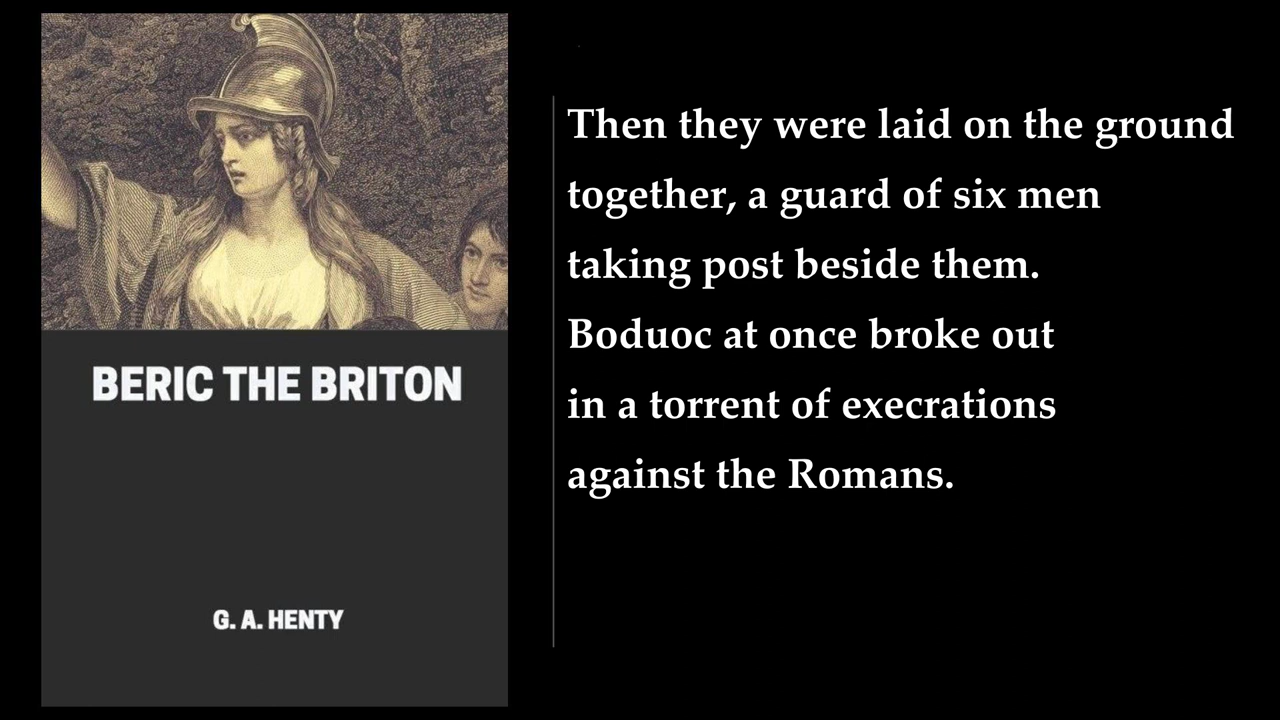 BERIC THE BRITON
G. A. HENTY
Then they were laid on the ground
together, a guard of six men
taking post beside them.
Boduoc at once broke out
in a torrent of execrations
against the Romans.